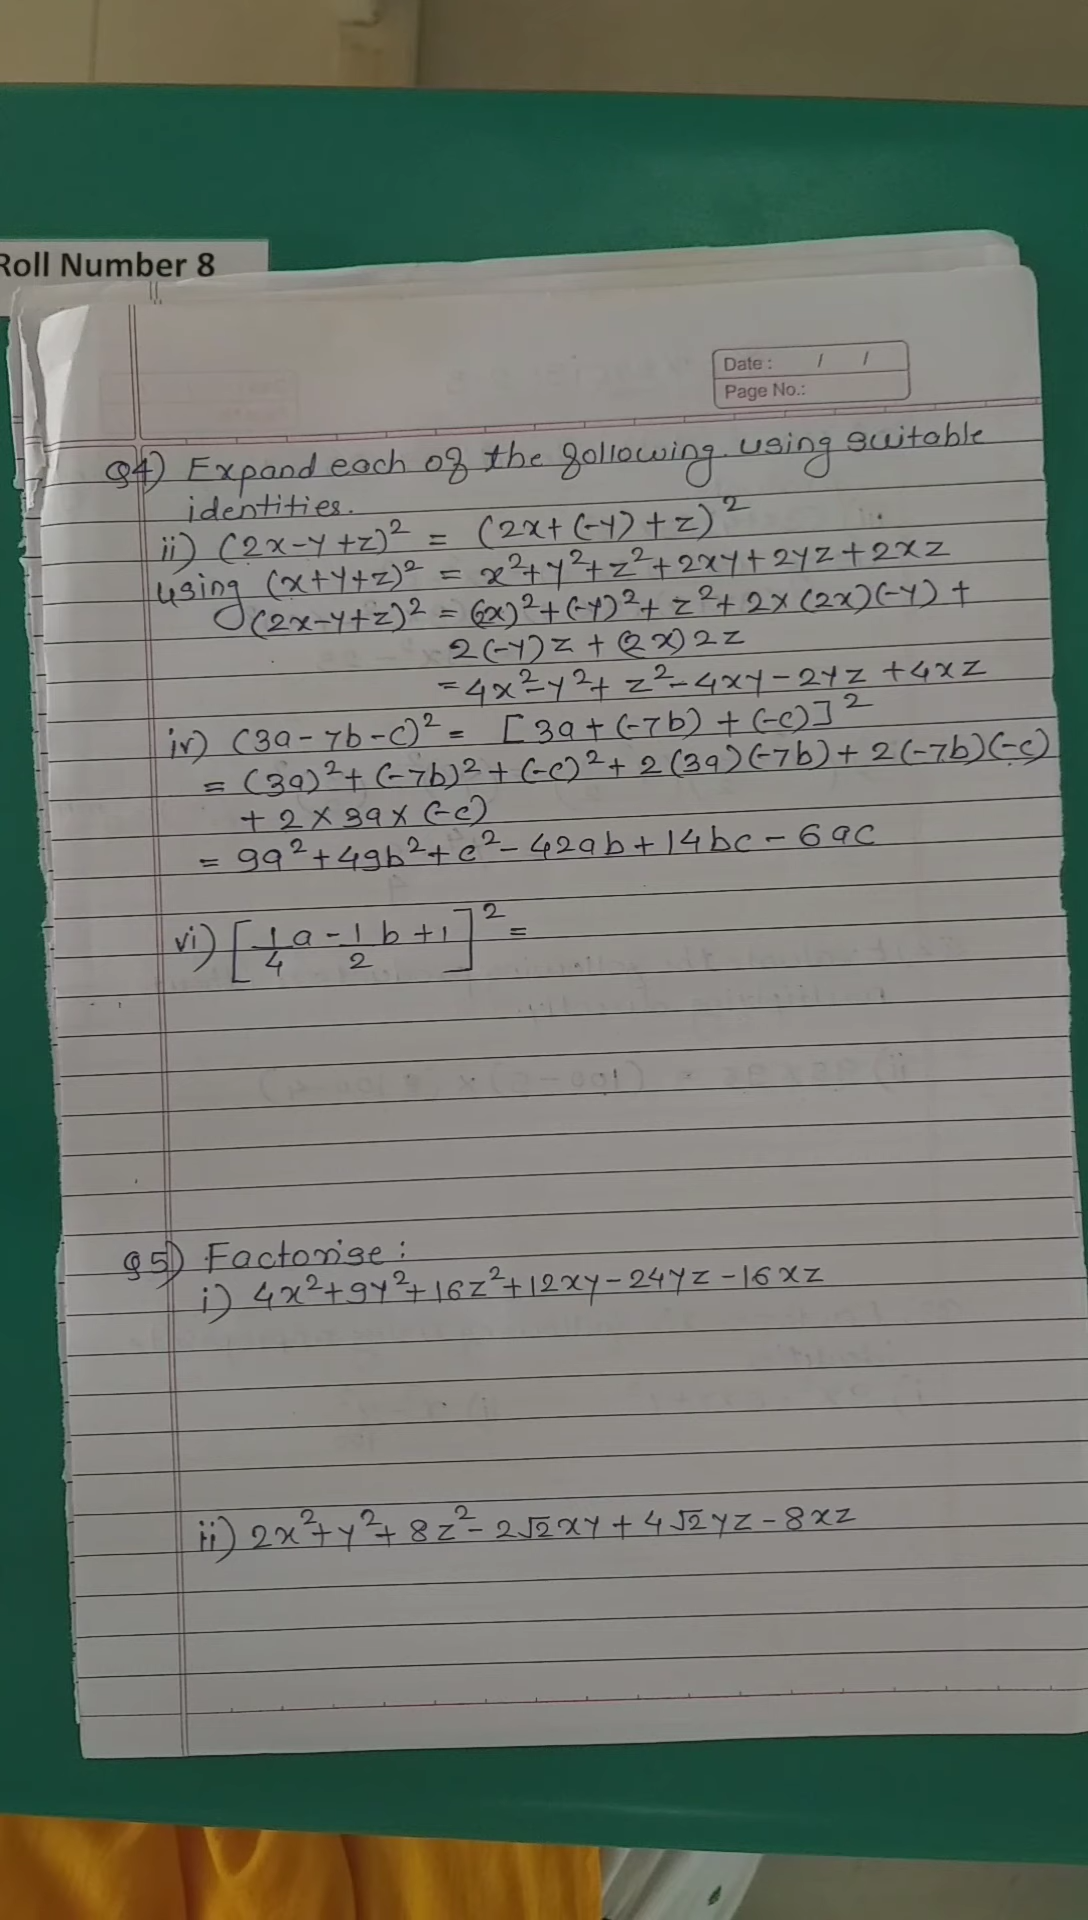 Roll Number 8
Date: / /
Page No.:
Q4) Expand each of the following using suitable
identities.
ii) (2x-y+z)² = (2x+(-y)+z)²
using (x+y+z)² = x²+y²+z²+2xy+2yz+2xz
(2x-y+z)² = (2x)²+(-y)²+z²+2×(2x)(-y)+
2(-y)z+(2x)2z
=4x²-y²+z²-4xy-2yz+4xz
iv) (3a-7b-c)² = [3a+(-7b)+(-c)]²
= (3a)²+(-7b)²+(-c)²+2(3a)(-7b)+2(-7b)(-c)
+2×3a×(-c)
= 9a²+49b²+c²-42ab+14bc-6ac
vi) [1/4 a - 1/2 b +1]² =
Q5) Factorise:
i) 4x²+9y²+16z²+12xy-24yz-16xz
ii) 2x²+y²+8z²-2√2xy+4√2yz-8xz